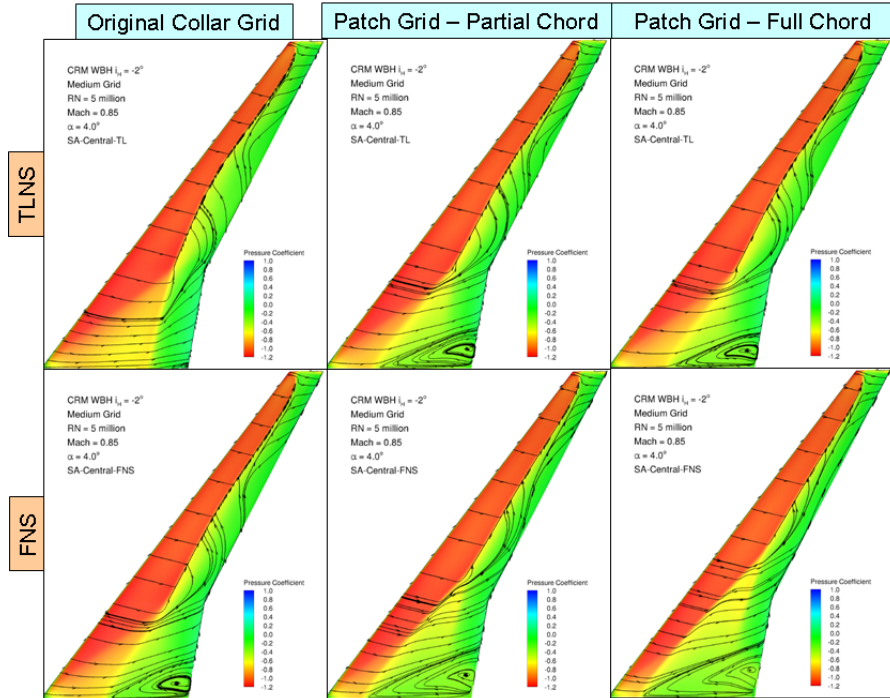 Original Collar Grid
Patch Grid – Partial Chord
Patch Grid – Full Chord
TLNS
CRM WBH iH = -2°
Medium Grid
RN = 5 million
Mach = 0.85
α = 4.0°
SA-Central-TL
Pressure Coefficient
1.0
0.8
0.6
0.4
0.2
0.0
-0.2
-0.4
-0.6
-0.8
-1.0
-1.2
CRM WBH iH = -2°
Medium Grid
RN = 5 million
Mach = 0.85
α = 4.0°
SA-Central-TL
Pressure Coefficient
1.0
0.8
0.6
0.4
0.2
0.0
-0.2
-0.4
-0.6
-0.8
-1.0
-1.2
CRM WBH iH = -2°
Medium Grid
RN = 5 million
Mach = 0.85
α = 4.0°
SA-Central-TL
Pressure Coefficient
1.0
0.8
0.6
0.4
0.2
0.0
-0.2
-0.4
-0.6
-0.8
-1.0
-1.2
FNS
CRM WBH iH = -2°
Medium Grid
RN = 5 million
Mach = 0.85
α = 4.0°
SA-Central-FNS
Pressure Coefficient
1.0
0.8
0.6
0.4
0.2
0.0
-0.2
-0.4
-0.6
-0.8
-1.0
-1.2
CRM WBH iH = -2°
Medium Grid
RN = 5 million
Mach = 0.85
α = 4.0°
SA-Central-FNS
Pressure Coefficient
1.0
0.8
0.6
0.4
0.2
0.0
-0.2
-0.4
-0.6
-0.8
-1.0
-1.2
CRM WBH iH = -2°
Medium Grid
RN = 5 million
Mach = 0.85
α = 4.0°
SA-Central-FNS
Pressure Coefficient
1.0
0.8
0.6
0.4
0.2
0.0
-0.2
-0.4
-0.6
-0.8
-1.0
-1.2